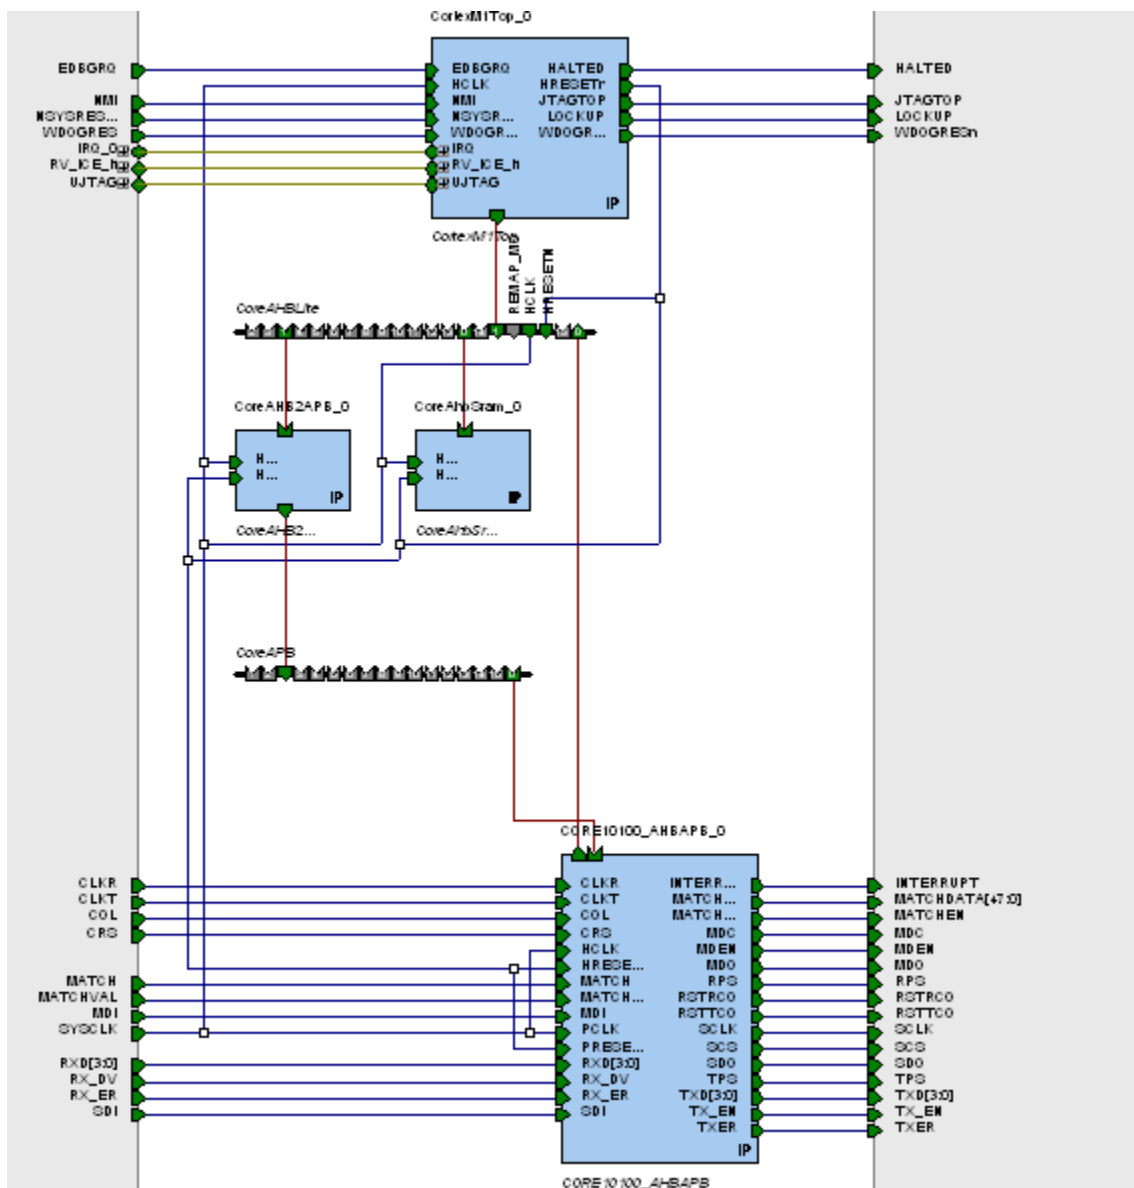 CortexM1Top_0
EDBGRQ EDBGRQ HALTED HALTED
HCLK HRESETr
NMI NMI JTAGTOP JTAGTOP
NSYSRES... NSYSR... LOCKUP LOCKUP
WDOGRES WDOGR... WDOGR... WDOGRESn
IRQ_0 IRQ
RV_ICE_h RV_ICE_h
UJTAG UJTAG
IP
CortexM1Top
REMAP_M0
HCLK
HRESETN
CoreAHBLite
CoreAHB2APB_0 CoreAhbSram_0
H... H...
H... H...
IP IP
CoreAHB2... CoreAhbSr...
CoreAPB
CORE10100_AHBAPB_0
CLKR CLKR INTERR... INTERRUPT
CLKT CLKT MATCH... MATCHDATA[47:0]
COL COL MATCH... MATCHEN
CRS CRS MDC MDC
HCLK MDEN MDEN
HRESE... MDO MDO
MATCH MATCH RPS RPS
MATCHVAL MATCH... RSTRCO RSTRCO
MDI MDI RSTTCO RSTTCO
SYSCLK PCLK SCLK SCLK
PRESE... SCS SCS
RXD[3:0] RXD[3:0] SDO SDO
RX_DV RX_DV TPS TPS
RX_ER RX_ER TXD[3:0] TXD[3:0]
SDI SDI TX_EN TX_EN
TXER TXER
IP
CORE10100_AHBAPB